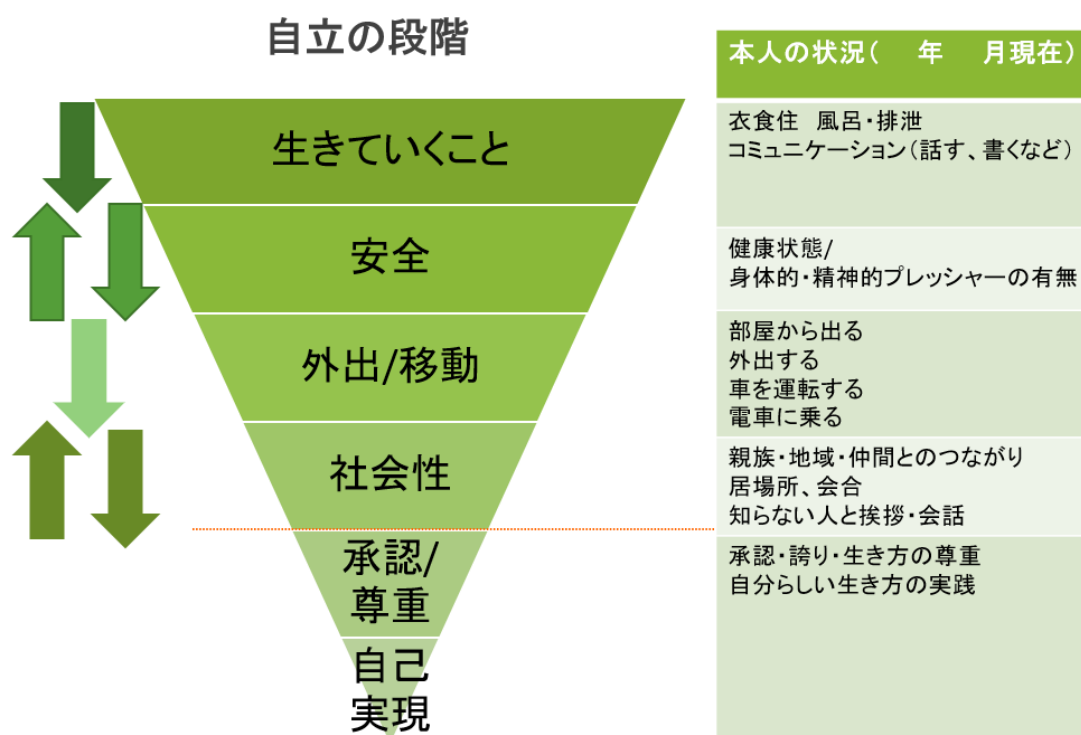 自立の段階
生きていくこと
安全
外出/移動
社会性
承認/
尊重
自己
実現
本人の状況(　年　月現在)
衣食住　風呂・排泄
コミュニケーション(話す、書くなど)
健康状態/
身体的・精神的プレッシャーの有無
部屋から出る
外出する
車を運転する
電車に乗る
親族・地域・仲間とのつながり
居場所、会合
知らない人と挨拶・会話
承認・誇り・生き方の尊重
自分らしい生き方の実践